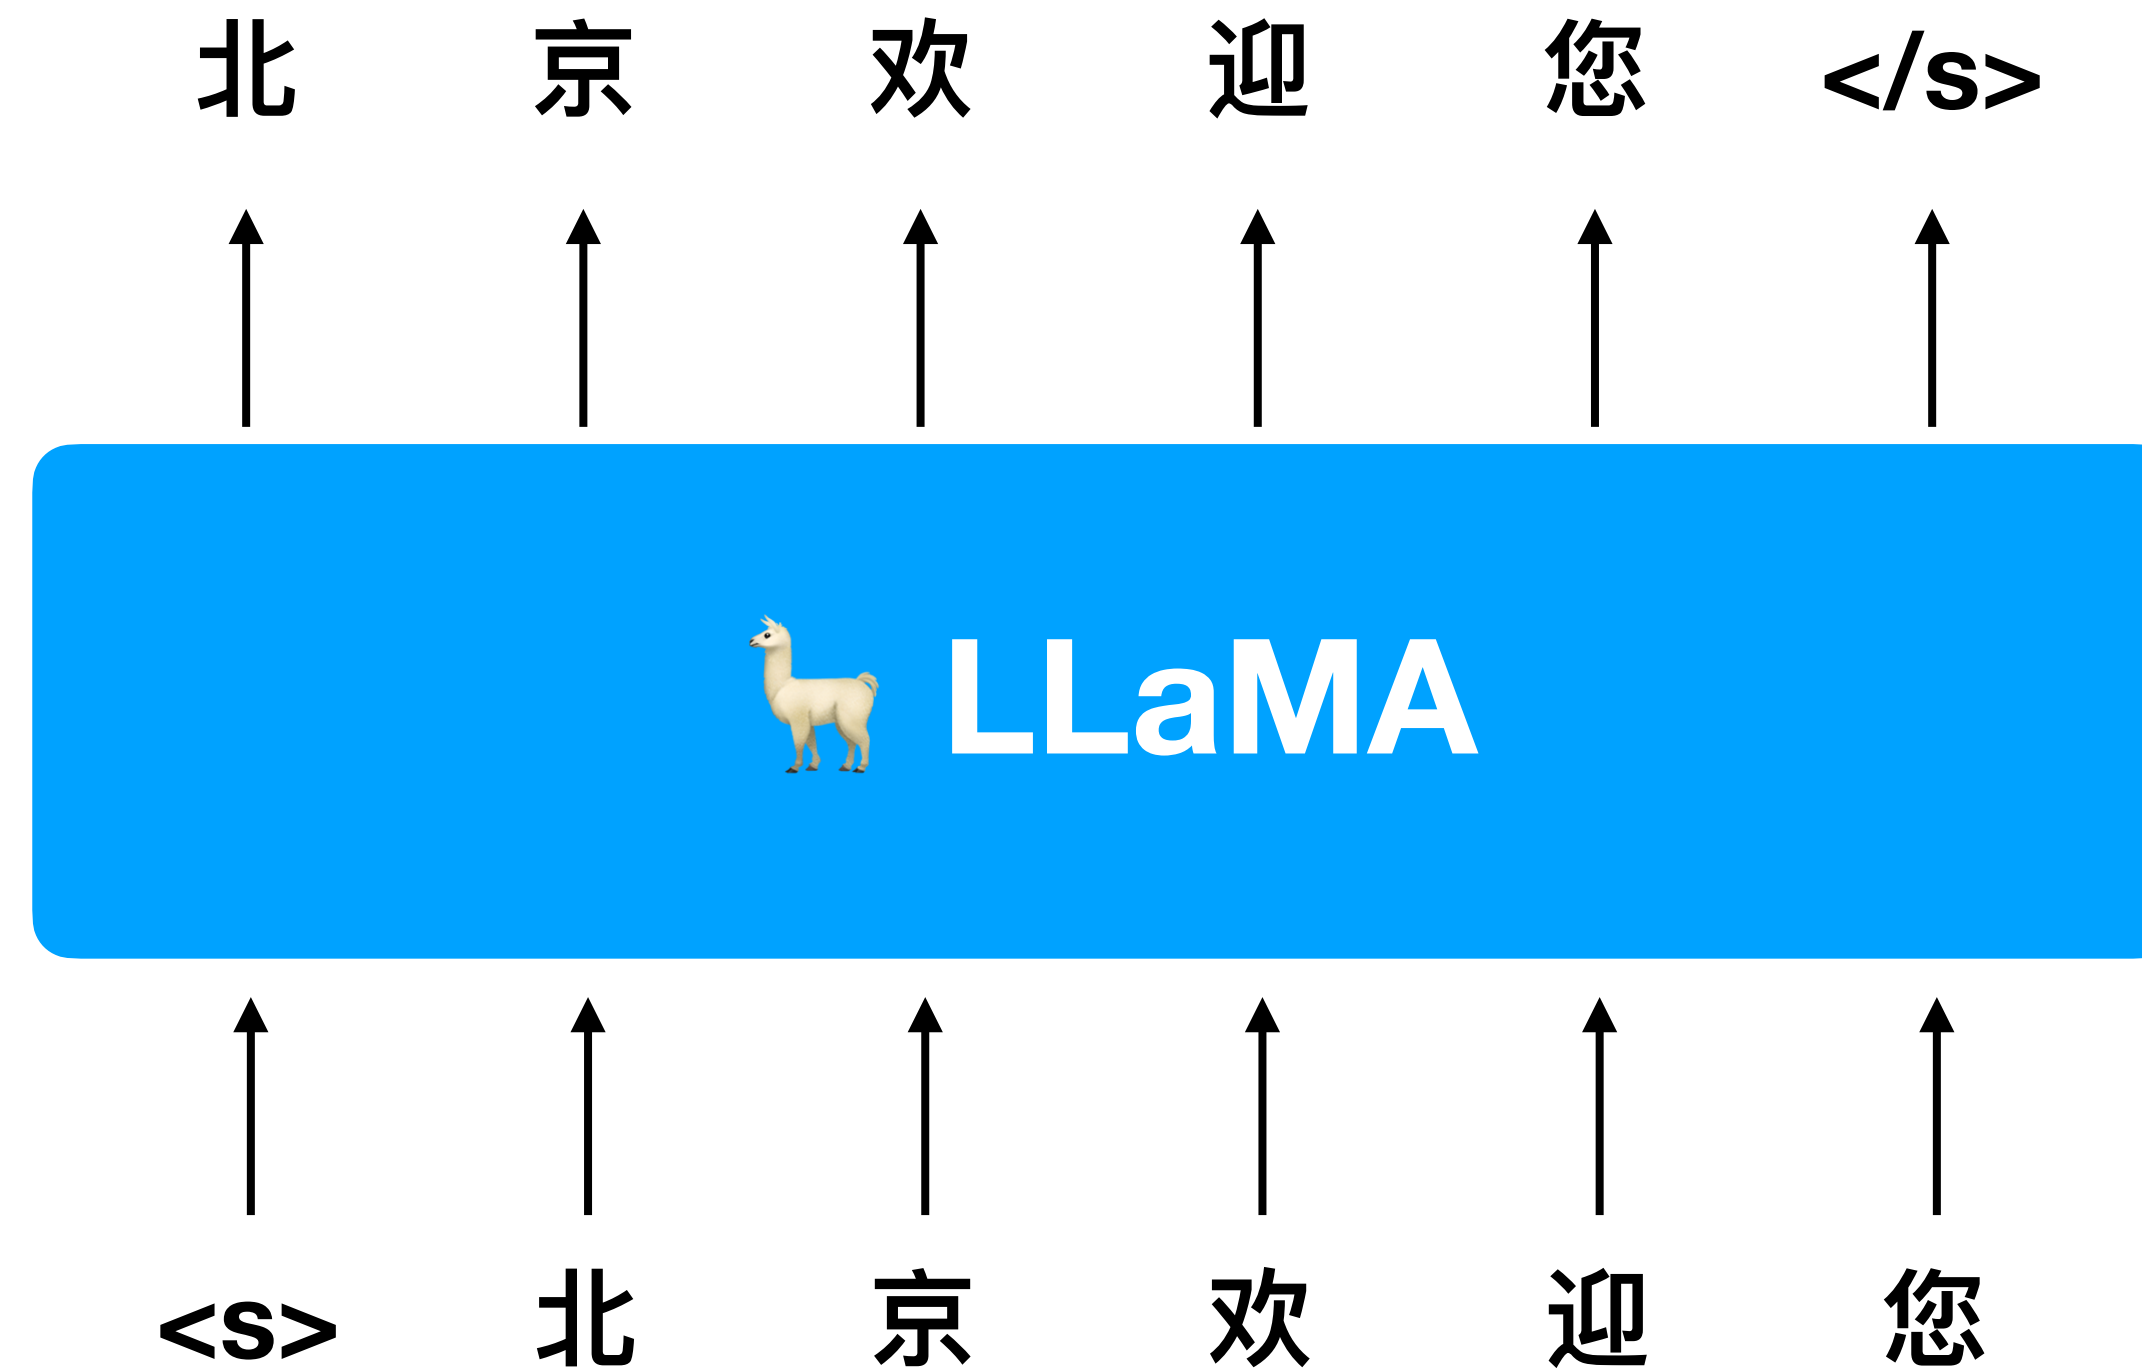 北 京 欢 迎 您 </s>
LLaMA
<s> 北 京 欢 迎 您